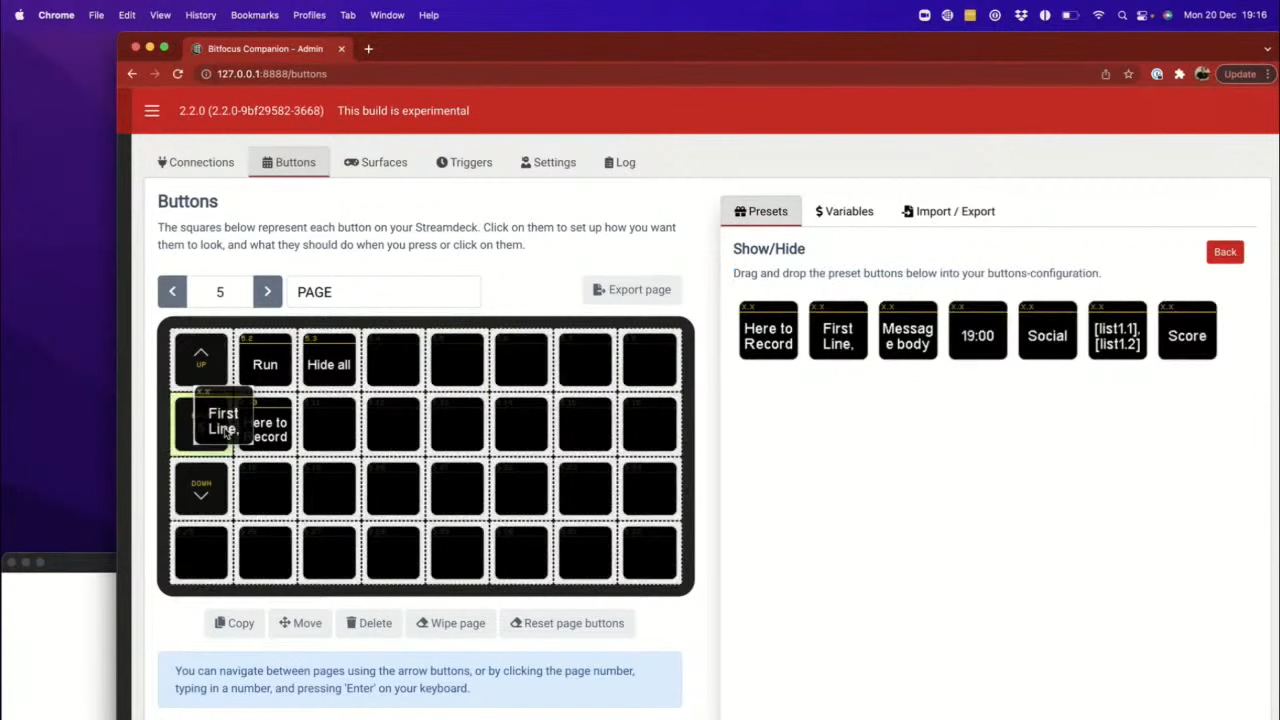 Chrome File Edit View History Bookmarks Profiles Tab Window Help Mon 20 Dec 19:16
Bitfocus Companion - Admin
127.0.0.1:8888/buttons Update
2.2.0 (2.2.0-9bf29582-3668) This build is experimental
Connections Buttons Surfaces Triggers Settings Log
Buttons
The squares below represent each button on your Streamdeck. Click on them to set up how you want
them to look, and what they should do when you press or click on them.
5 PAGE Export page
UP
5.2
Run
5.3
Hide all
X.X
First
Line,
Here to
Record
DOWN
Copy Move Delete Wipe page Reset page buttons
You can navigate between pages using the arrow buttons, or by clicking the page number,
typing in a number, and pressing 'Enter' on your keyboard.
Presets $ Variables Import / Export
Show/Hide
Back
Drag and drop the preset buttons below into your buttons-configuration.
X.X X.X X.X X.X X.X X.X X.X
Here to
Record
First
Line,
Messag
e body
19:00
Social
[list1.1],
[list1.2]
Score